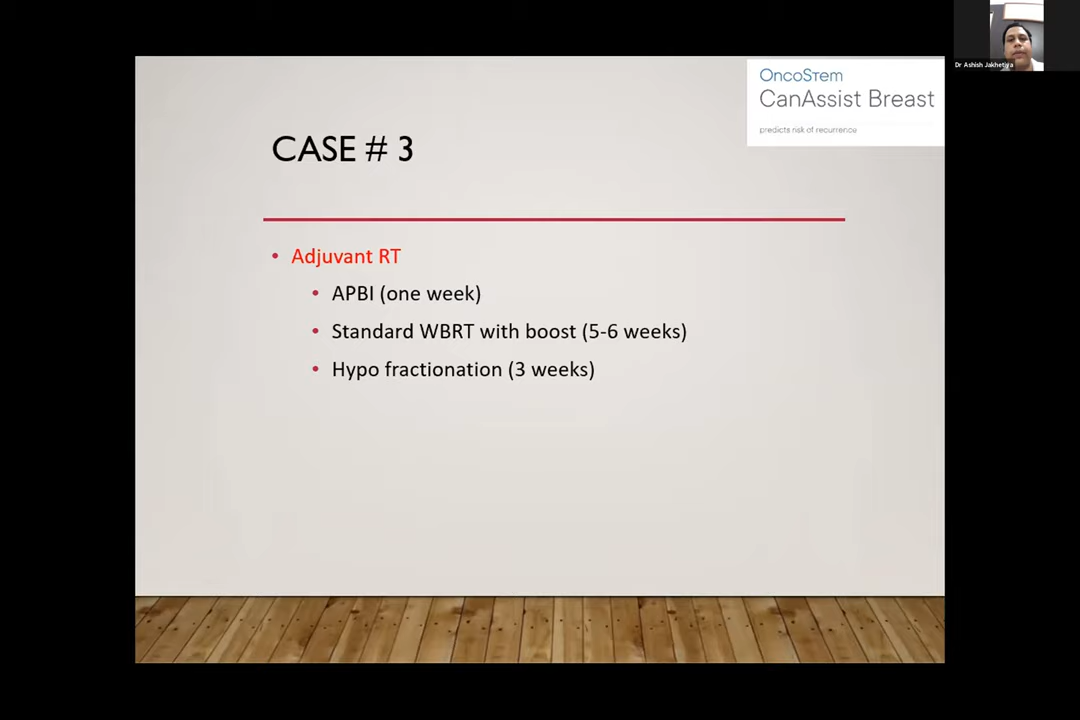 OncoSTem
CanAssist Breast
predicts risk of recurrence
Dr Ashish Jakhetiya
CASE # 3
• Adjuvant RT
• APBI (one week)
• Standard WBRT with boost (5-6 weeks)
• Hypo fractionation (3 weeks)